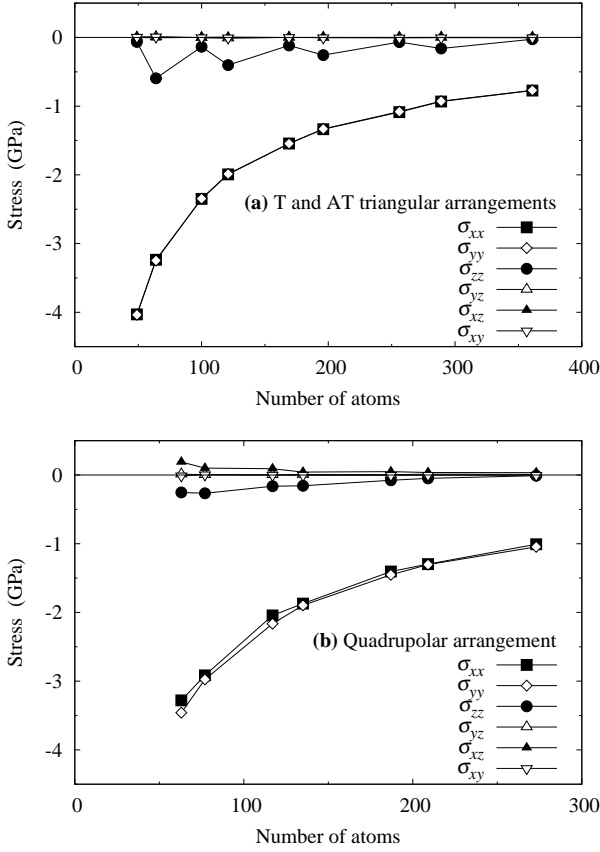 0
-1
-2
-3
-4
Stress (GPa)
(a) T and AT triangular arrangements
σxx
σyy
σzz
σyz
σxz
σxy
0 100 200 300 400
Number of atoms
0
-1
-2
-3
-4
Stress (GPa)
(b) Quadrupolar arrangement
σxx
σyy
σzz
σyz
σxz
σxy
0 100 200 300
Number of atoms